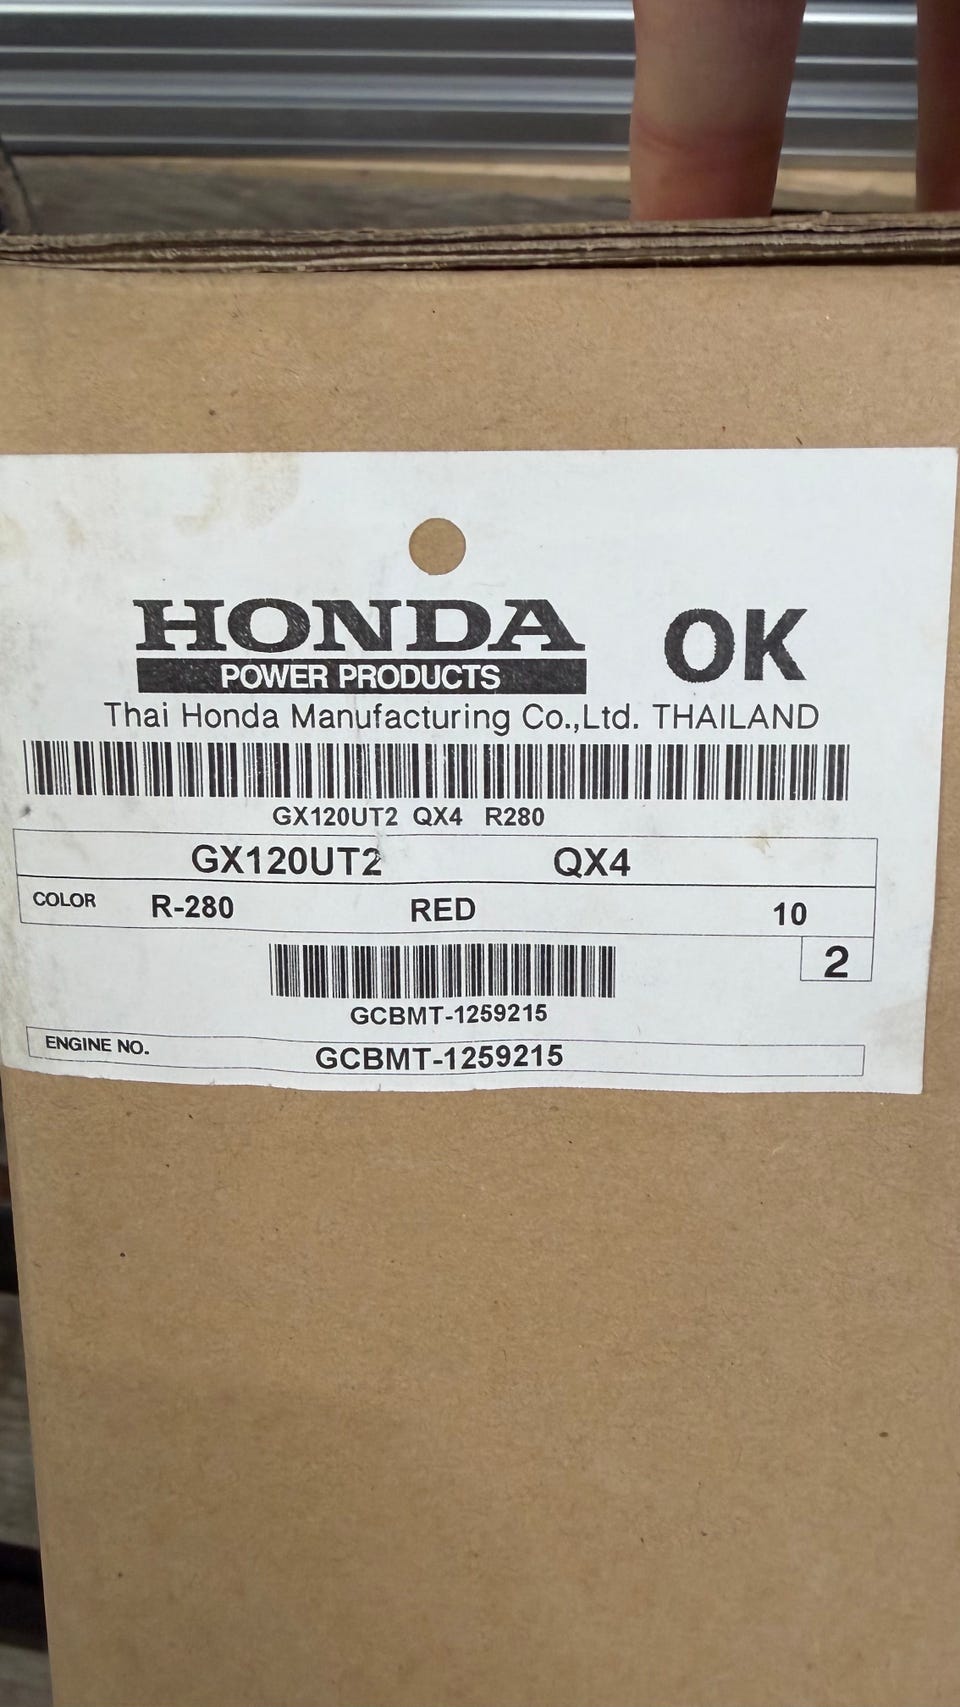 HONDA OK
POWER PRODUCTS
Thai Honda Manufacturing Co.,Ltd. THAILAND
GX120UT2 QX4 R280
GX120UT2 QX4
COLOR R-280 RED 10
2
GCBMT-1259215
ENGINE NO. GCBMT-1259215